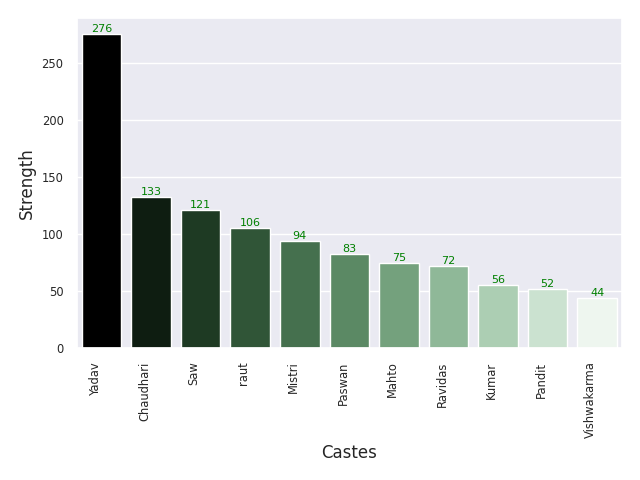 276
250
200
150
133
121
106
100
94
83
75
72
56
52
50
44
0
Strength
Yadav
Chaudhari
Saw
raut
Mistri
Paswan
Mahto
Ravidas
Kumar
Pandit
Vishwakarma
Castes